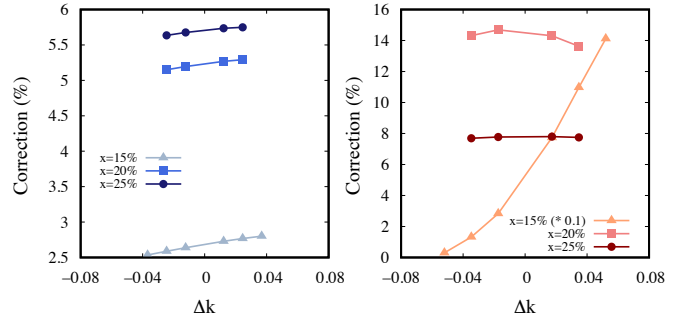 6
5.5
5
4.5
4
3.5
3
2.5
Correction (%)
x=15%
x=20%
x=25%
−0.08
−0.04
0
0.04
0.08
Δk
16
14
12
10
8
6
4
2
0
Correction (%)
x=15% (* 0.1)
x=20%
x=25%
−0.08
−0.04
0
0.04
0.08
Δk